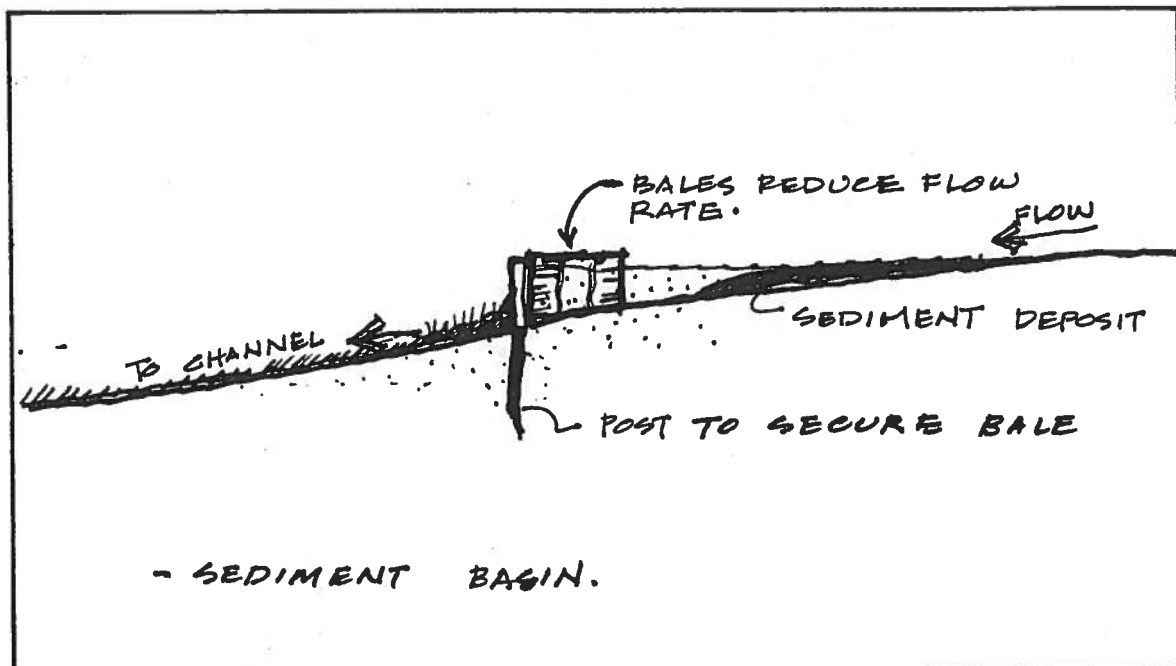 BALES REDUCE FLOW
RATE.
FLOW
SEDIMENT DEPOSIT
TO CHANNEL
POST TO SECURE BALE
- SEDIMENT BASIN.